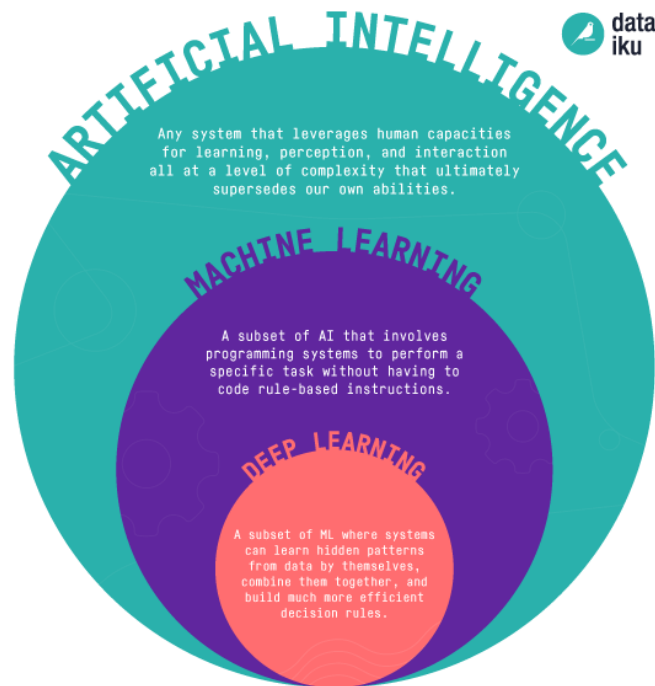 data
iku
ARTIFICIAL INTELLIGENCE
Any system that leverages human capacities
for learning, perception, and interaction
all at a level of complexity that ultimately
supersedes our own abilities.
MACHINE LEARNING
A subset of AI that involves
programming systems to perform a
specific task without having to
code rule-based instructions.
DEEP LEARNING
A subset of ML where systems
can learn hidden patterns
from data by themselves,
combine them together, and
build much more efficient
decision rules.